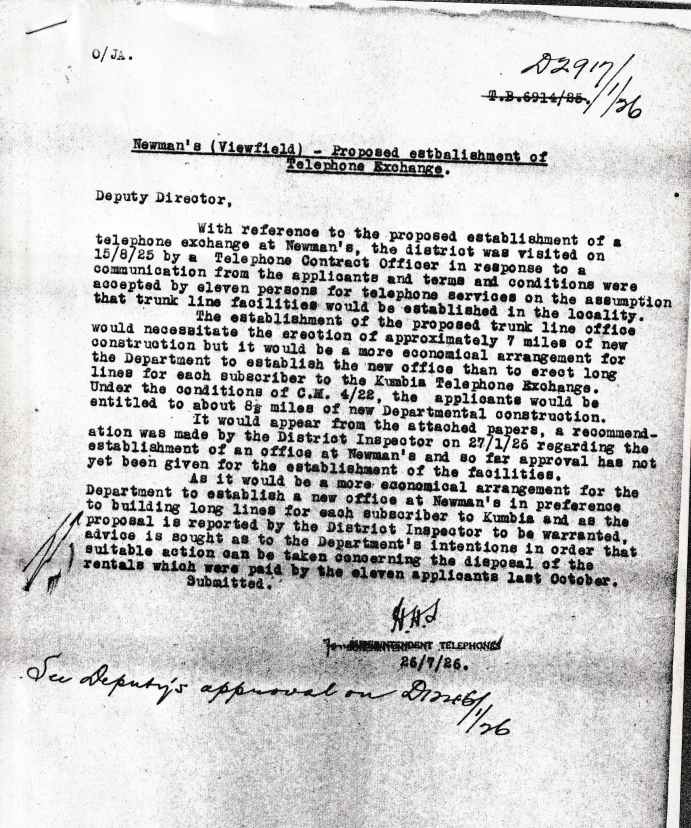 O/JA.
D2917/1/26
T.B.6914/25.
Newman's (Viewfield) - Proposed estbalishment of
Telephone Exchange.
Deputy Director,
With reference to the proposed establishment of a
telephone exchange at Newman's, the district was visited on
15/8/25 by a Telephone Contract Officer in response to a
communication from the applicants and terms and conditions were
accepted by eleven persons for telephone services on the assumption
that trunk line facilities would be established in the locality.
The establishment of the proposed trunk line office
would necessitate the erection of approximately 7 miles of new
construction but it would be a more economical arrangement for
the Department to establish the new office than to erect long
lines for each subscriber to the Kumbia Telephone Exchange.
Under the conditions of C.M. 4/22, the applicants would be
entitled to about 8½ miles of new Departmental construction.
It would appear from the attached papers, a recommend-
ation was made by the District Inspector on 27/1/26 regarding the
establishment of an office at Newman's and so far approval has not
yet been given for the establishment of the facilities.
As it would be a more economical arrangement for the
Department to establish a new office at Newman's in preference
to building long lines for each subscriber to Kumbia and as the
proposal is reported by the District Inspector to be warranted,
advice is sought as to the Department's intentions in order that
suitable action can be taken concerning the disposal of the
rentals which were paid by the eleven applicants last October.
Submitted.
SUPERINTENDENT TELEPHONES
26/7/26.
See Deputy's approval on